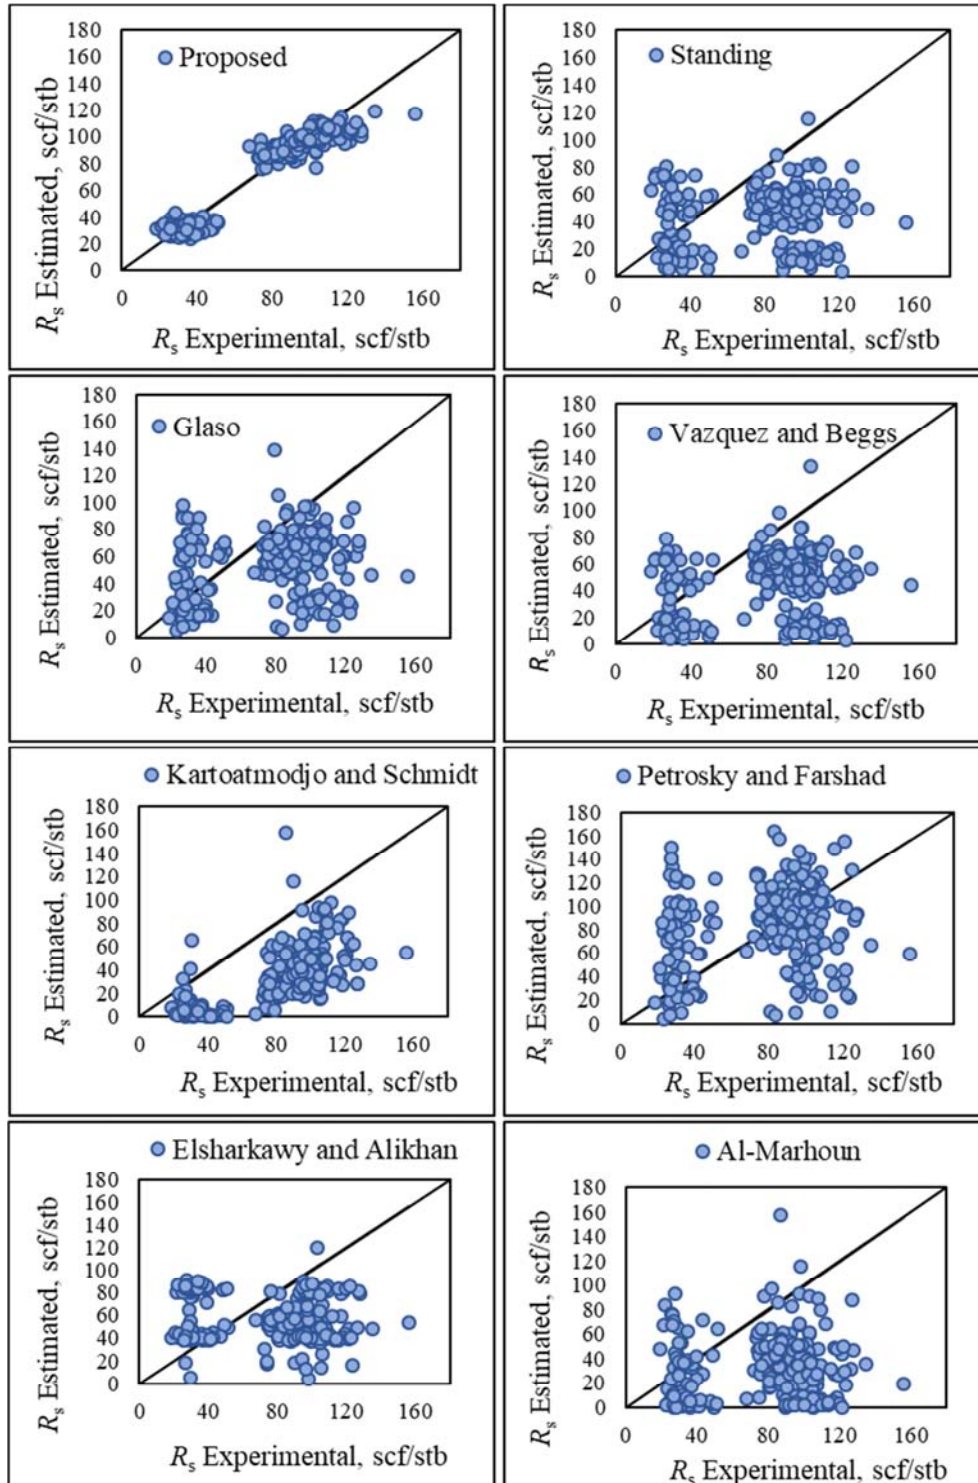 Proposed
180
160
140
120
100
80
60
40
20
0
0 40 80 120 160
Rs Estimated, scf/stb
Rs Experimental, scf/stb
Standing
180
160
140
120
100
80
60
40
20
0
0 40 80 120 160
Rs Estimated, scf/stb
Rs Experimental, scf/stb
Glaso
180
160
140
120
100
80
60
40
20
0
0 40 80 120 160
Rs Estimated, scf/stb
Rs Experimental, scf/stb
Vazquez and Beggs
180
160
140
120
100
80
60
40
20
0
0 40 80 120 160
Rs Estimated, scf/stb
Rs Experimental, scf/stb
Kartoatmodjo and Schmidt
180
160
140
120
100
80
60
40
20
0
0 40 80 120 160
Rs Estimated, scf/stb
Rs Experimental, scf/stb
Petrosky and Farshad
180
160
140
120
100
80
60
40
20
0
0 40 80 120 160
Rs Estimated, scf/stb
Rs Experimental, scf/stb
Elsharkawy and Alikhan
180
160
140
120
100
80
60
40
20
0
0 40 80 120 160
Rs Estimated, scf/stb
Rs Experimental, scf/stb
Al-Marhoun
180
160
140
120
100
80
60
40
20
0
0 40 80 120 160
Rs Estimated, scf/stb
Rs Experimental, scf/stb